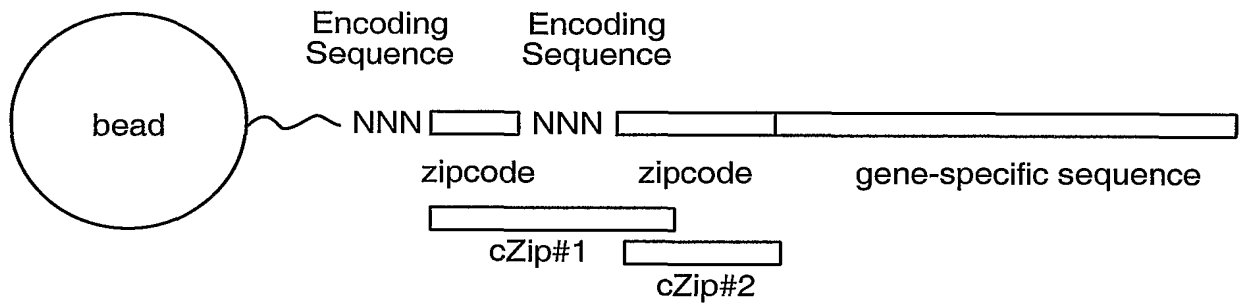 Encoding
Sequence
Encoding
Sequence
bead
NNN
NNN
zipcode
zipcode
gene-specific sequence
cZip#1
cZip#2